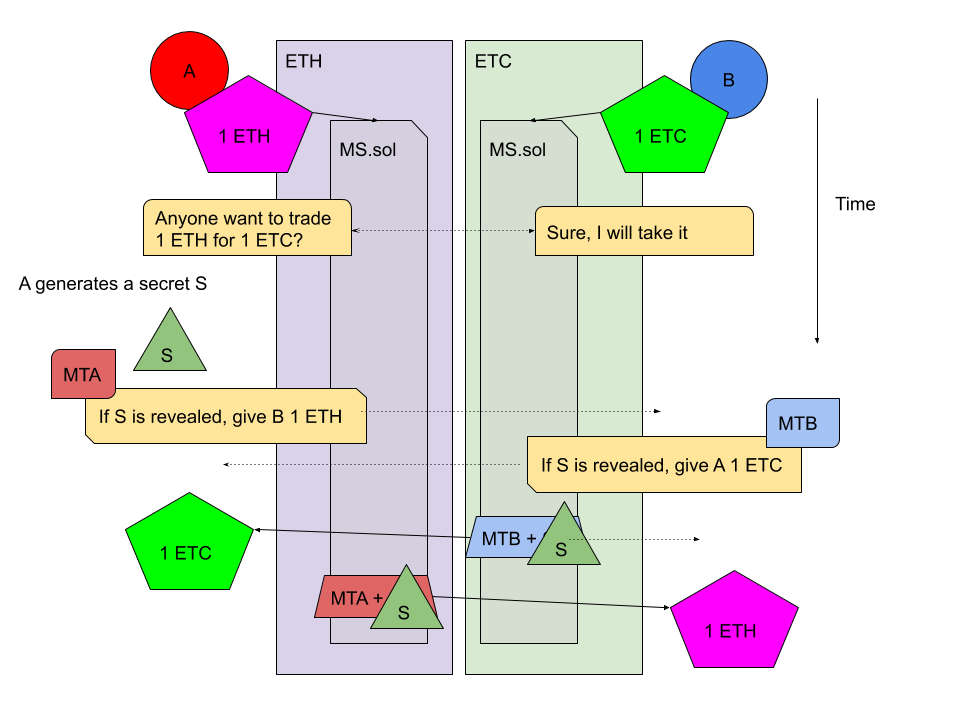 ETH
ETC
A
B
1 ETH
1 ETC
MS.sol
MS.sol
Time
Anyone want to trade
1 ETH for 1 ETC?
Sure, I will take it
A generates a secret S
S
MTA
If S is revealed, give B 1 ETH
MTB
If S is revealed, give A 1 ETC
1 ETC
MTB +
S
MTA +
S
1 ETH